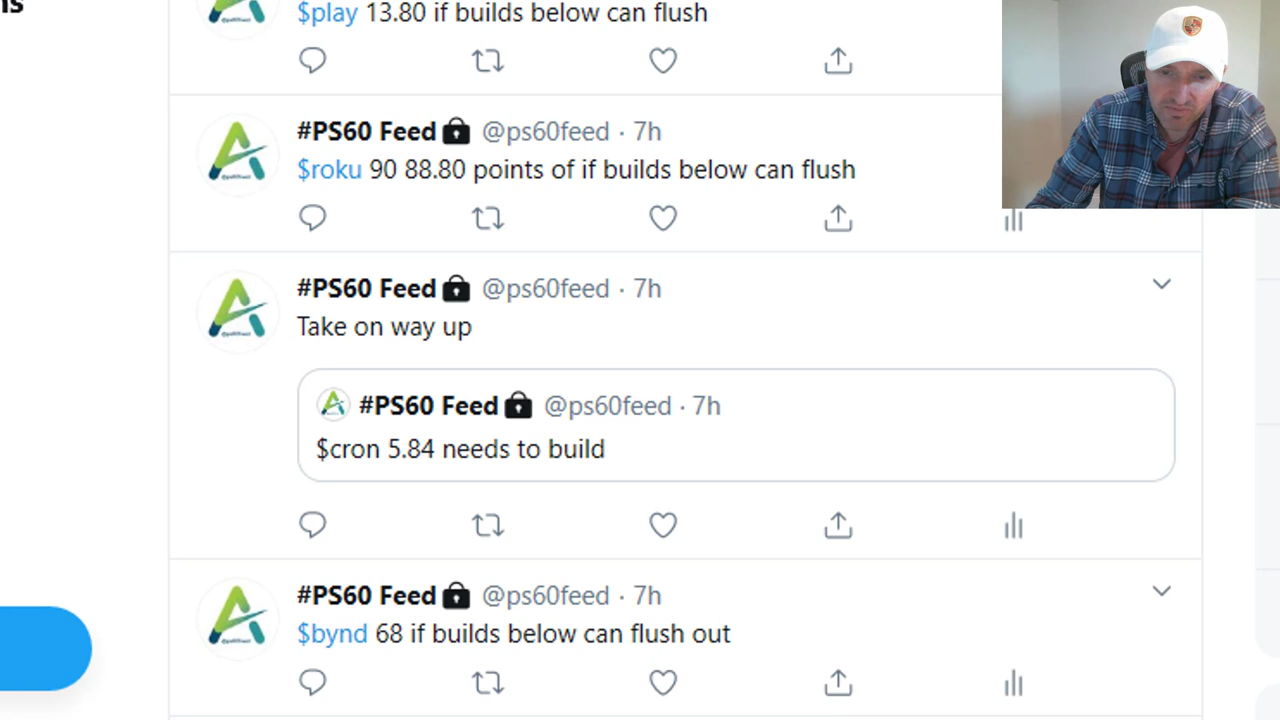 ns
$play 13.80 if builds below can flush
#PS60 Feed @ps60feed · 7h
$roku 90 88.80 points of if builds below can flush
#PS60 Feed @ps60feed · 7h
Take on way up
#PS60 Feed @ps60feed · 7h
$cron 5.84 needs to build
#PS60 Feed @ps60feed · 7h
$bynd 68 if builds below can flush out